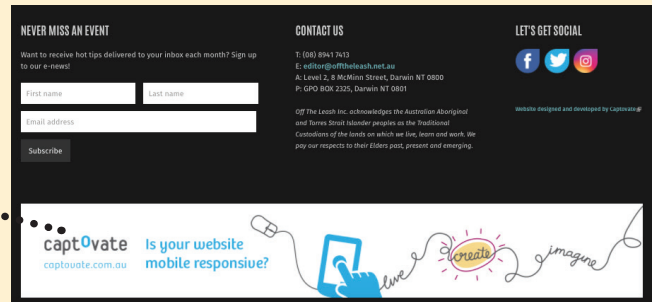 NEVER MISS AN EVENT
Want to receive hot tips delivered to your inbox each month? Sign up
to our e-news!
First name
Last name
Email address
Subscribe
CONTACT US
T: (08) 8941 7413
E: editor@offtheleash.net.au
A: Level 2, 8 McMinn Street, Darwin NT 0800
P: GPO BOX 2325, Darwin NT 0801
Off The Leash Inc. acknowledges the Australian Aboriginal
and Torres Strait Islander peoples as the Traditional
Custodians of the lands on which we live, learn and work. We
pay our respects to their Elders past, present and emerging.
LET'S GET SOCIAL
Website designed and developed by Captovate
captovate
captovate.com.au
Is your website
mobile responsive?
live
create
imagine